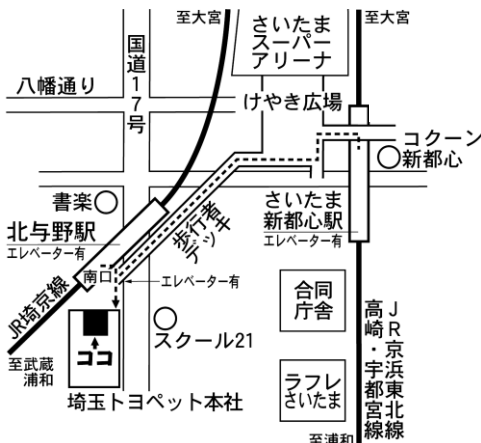 至大宮
至大宮
さいたま
スーパー
アリーナ
国道17号
八幡通り
けやき広場
コクーン
新都心
書楽
さいたま
新都心駅
エレベーター有
北与野駅
エレベーター有
歩行者
デッキ
南口
エレベーター有
JR埼京線
合同
庁舎
JR京浜東北線
高崎・宇都宮線
スクール21
ココ
至武蔵
浦和
埼玉トヨペット本社
ラフレ
さいたま
至浦和